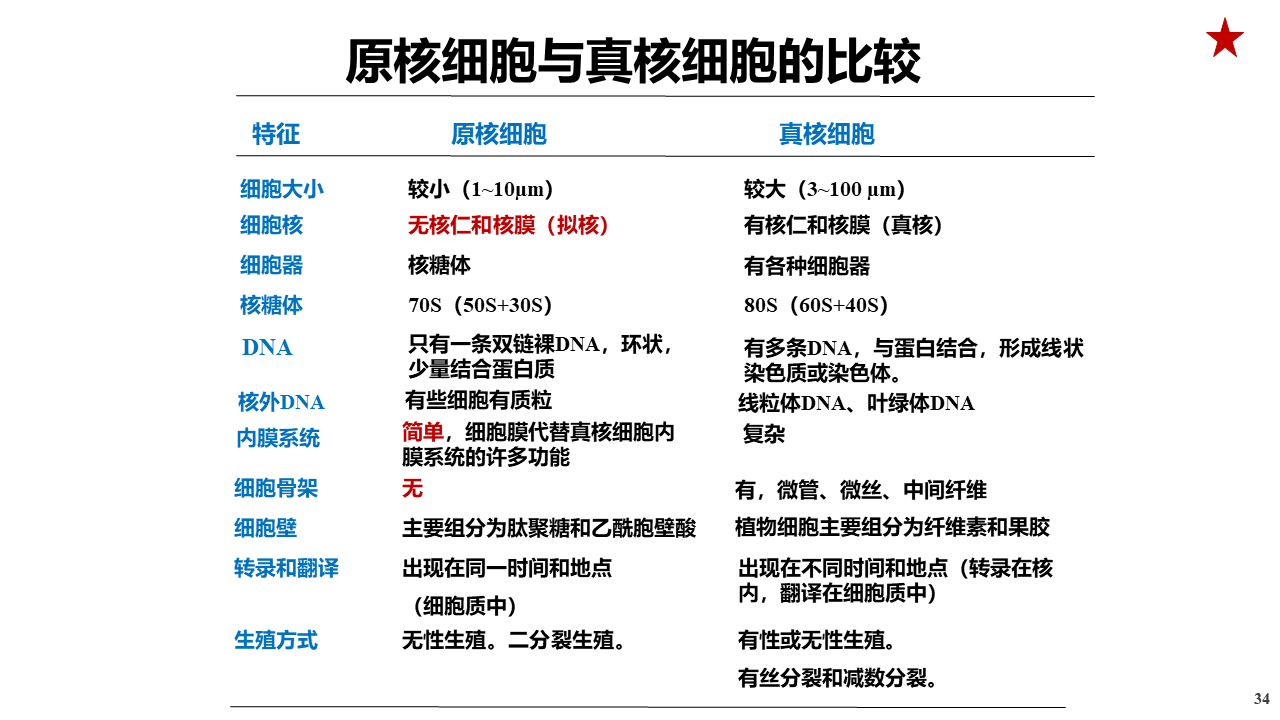 原核细胞与真核细胞的比较
特征 原核细胞 真核细胞
细胞大小 较小（1~10μm） 较大（3~100 μm）
细胞核 无核仁和核膜（拟核） 有核仁和核膜（真核）
细胞器 核糖体 有各种细胞器
核糖体 70S（50S+30S） 80S（60S+40S）
DNA 只有一条双链裸DNA，环状，
少量结合蛋白质
有多条DNA，与蛋白结合，形成线状
染色质或染色体。
核外DNA 有些细胞有质粒 线粒体DNA、叶绿体DNA
内膜系统 简单，细胞膜代替真核细胞内
膜系统的许多功能
复杂
细胞骨架 无 有，微管、微丝、中间纤维
细胞壁 主要组分为肽聚糖和乙酰胞壁酸 植物细胞主要组分为纤维素和果胶
转录和翻译 出现在同一时间和地点
（细胞质中）
出现在不同时间和地点（转录在核
内，翻译在细胞质中）
生殖方式 无性生殖。二分裂生殖。 有性或无性生殖。
有丝分裂和减数分裂。
34